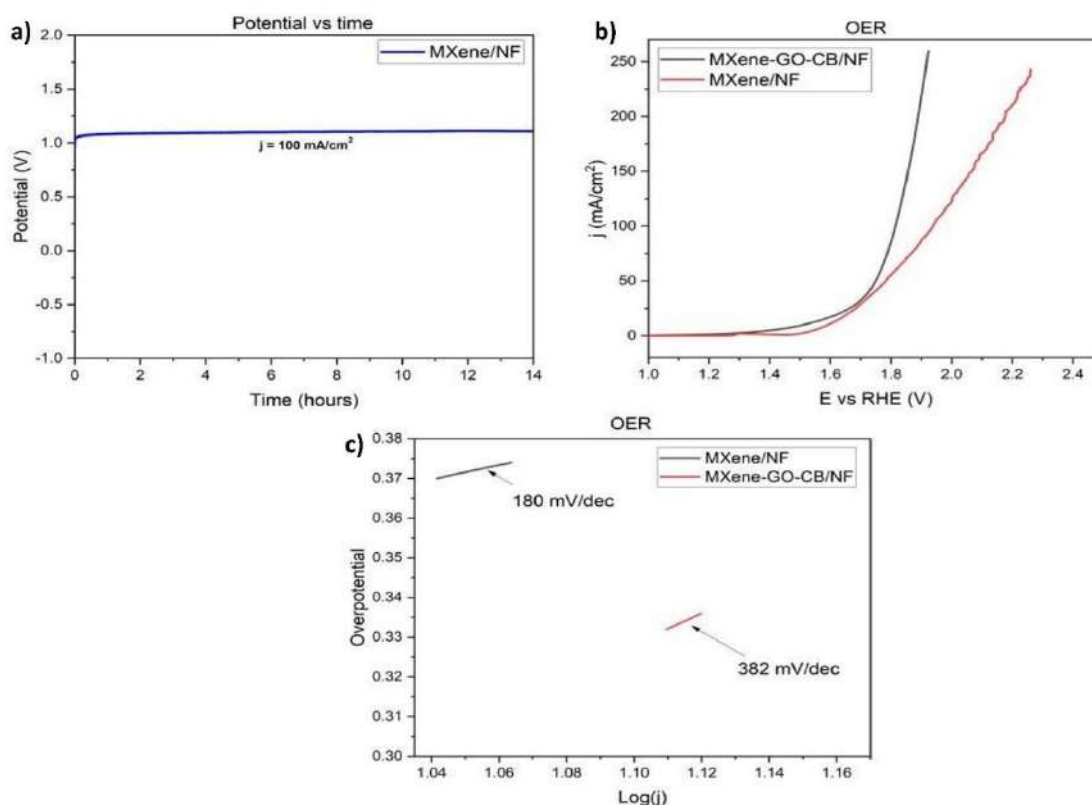 a)
Potential vs time
MXene/NF
j = 100 mA/cm²
Potential (V)
2.0
1.5
1.0
0.5
0.0
-0.5
-1.0
0 2 4 6 8 10 12 14
Time (hours)
b)
OER
MXene-GO-CB/NF
MXene/NF
j (mA/cm²)
250
200
150
100
50
0
1.0 1.2 1.4 1.6 1.8 2.0 2.2 2.4
E vs RHE (V)
c)
OER
MXene/NF
MXene-GO-CB/NF
180 mV/dec
382 mV/dec
Overpotential
0.38
0.37
0.36
0.35
0.34
0.33
0.32
0.31
0.30
1.04 1.06 1.08 1.10 1.12 1.14 1.16
Log(j)